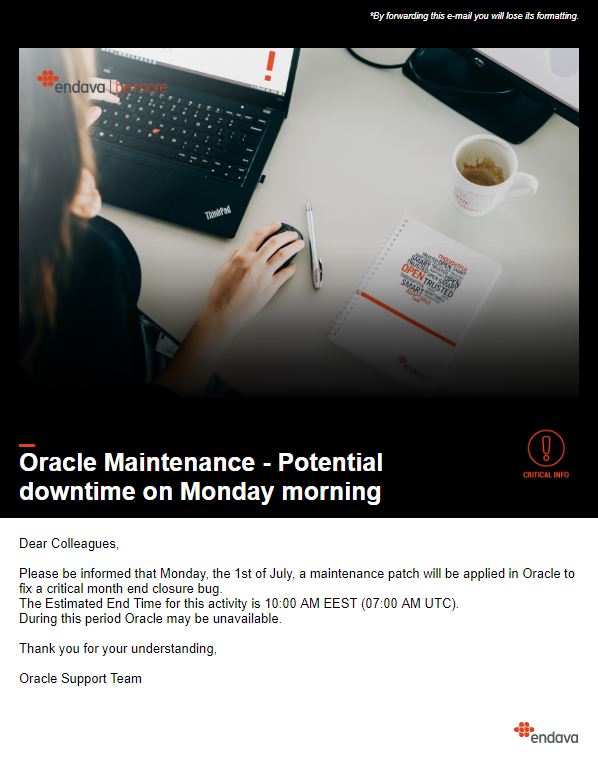 *By forwarding this e-mail you will lose its formatting.
endava | be more
ThinkPad
THOUGHTFUL
OPEN TRUSTED
SMART
ADAPTABLE
endava
CRITICAL INFO
Oracle Maintenance - Potential
downtime on Monday morning
Dear Colleagues,
Please be informed that Monday, the 1st of July, a maintenance patch will be applied in Oracle to
fix a critical month end closure bug.
The Estimated End Time for this activity is 10:00 AM EEST (07:00 AM UTC).
During this period Oracle may be unavailable.
Thank you for your understanding,
Oracle Support Team
endava